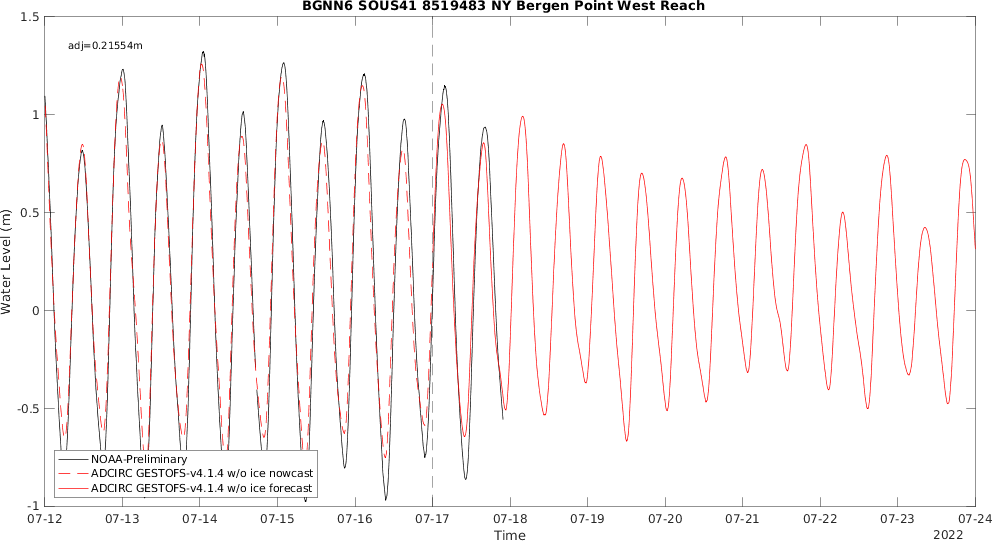 BGNN6 SOUS41 8519483 NY Bergen Point West Reach
adj=0.21554m
1.5
1
0.5
0
-0.5
-1
Water Level (m)
NOAA-Preliminary
ADCIRC GESTOFS-v4.1.4 w/o ice nowcast
ADCIRC GESTOFS-v4.1.4 w/o ice forecast
07-12 07-13 07-14 07-15 07-16 07-17 07-18 07-19 07-20 07-21 07-22 07-23 07-24
Time
2022